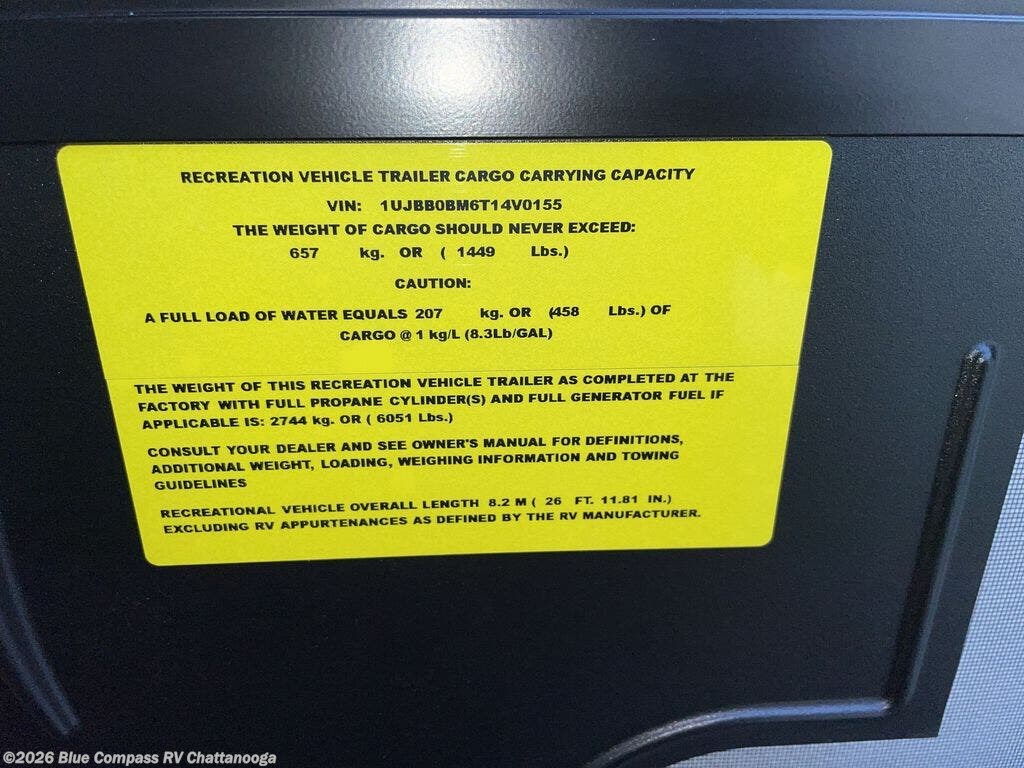 RECREATION VEHICLE TRAILER CARGO CARRYING CAPACITY
VIN: 1UJBB0BM6T14V0155
THE WEIGHT OF CARGO SHOULD NEVER EXCEED:
657 kg. OR ( 1449 Lbs.)
CAUTION:
A FULL LOAD OF WATER EQUALS 207 kg. OR (458 Lbs.) OF
CARGO @ 1 kg/L (8.3Lb/GAL)
THE WEIGHT OF THIS RECREATION VEHICLE TRAILER AS COMPLETED AT THE
FACTORY WITH FULL PROPANE CYLINDER(S) AND FULL GENERATOR FUEL IF
APPLICABLE IS: 2744 kg. OR ( 6051 Lbs.)
CONSULT YOUR DEALER AND SEE OWNER'S MANUAL FOR DEFINITIONS,
ADDITIONAL WEIGHT, LOADING, WEIGHING INFORMATION AND TOWING
GUIDELINES
RECREATIONAL VEHICLE OVERALL LENGTH 8.2 M ( 26 FT. 11.81 IN.)
EXCLUDING RV APPURTENANCES AS DEFINED BY THE RV MANUFACTURER.
©2026 Blue Compass RV Chattanooga